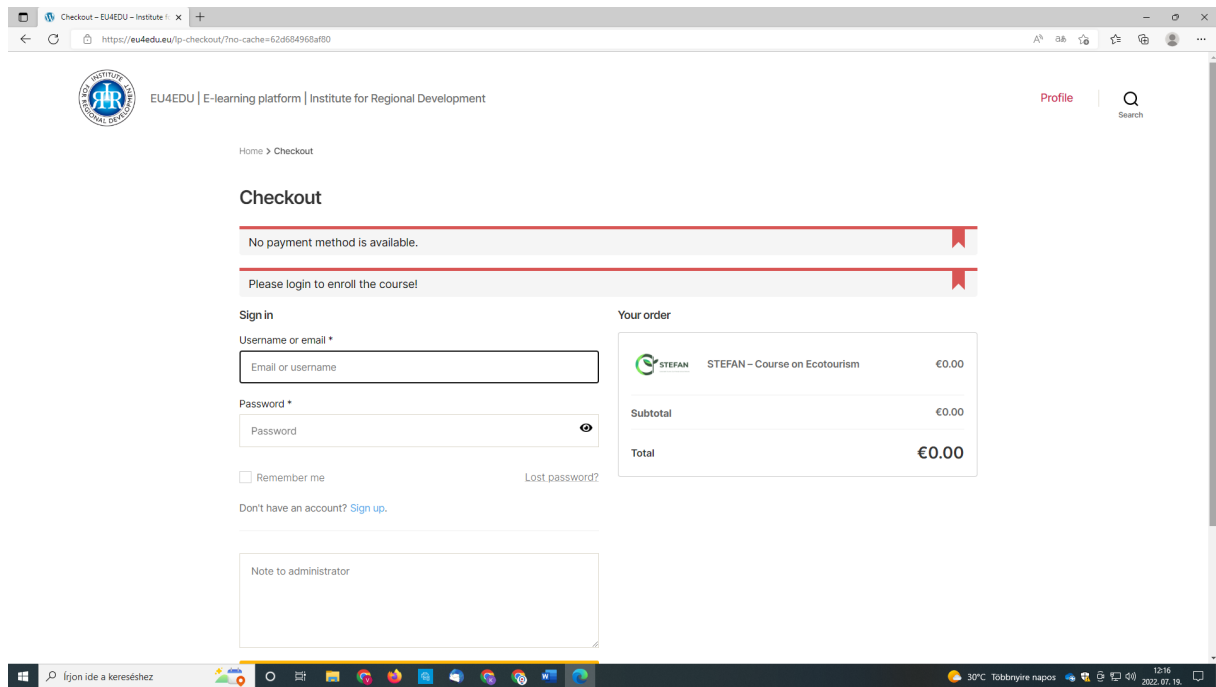 Checkout – EU4EDU – Institute f
https://eu4edu.eu/lp-checkout/?no-cache=62d684968af80
INSTITUTE
FOR REGIONAL DEVELOPMENT
EU4EDU | E-learning platform | Institute for Regional Development
Profile
Search
Home > Checkout
Checkout
No payment method is available.
Please login to enroll the course!
Sign in
Your order
Username or email *
Email or username
STEFAN
STEFAN – Course on Ecotourism
€0.00
Password *
Password
Subtotal
€0.00
Total
€0.00
Remember me
Lost password?
Don't have an account? Sign up.
Note to administrator
Írjon ide a kereséshez
30°C Többnyire napos
12:16
2022. 07. 19.